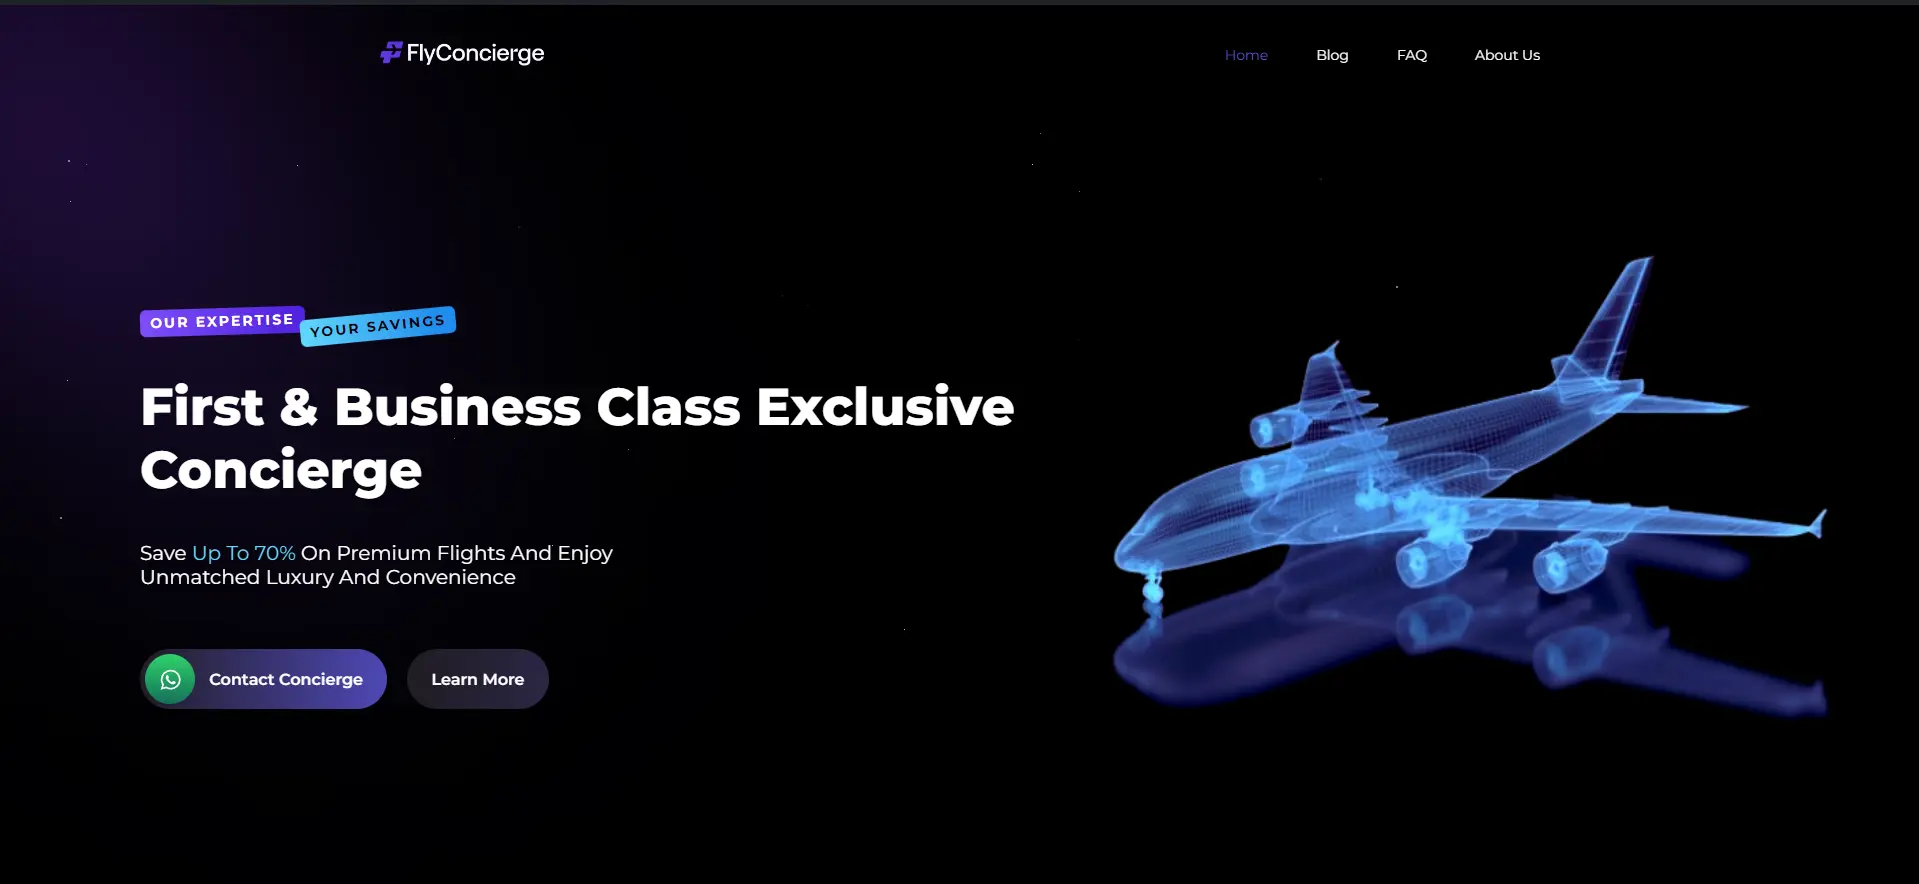 FlyConcierge
Home
Blog
FAQ
About Us
OUR EXPERTISE
YOUR SAVINGS
First & Business Class Exclusive
Concierge
Save Up To 70% On Premium Flights And Enjoy
Unmatched Luxury And Convenience
Contact Concierge
Learn More